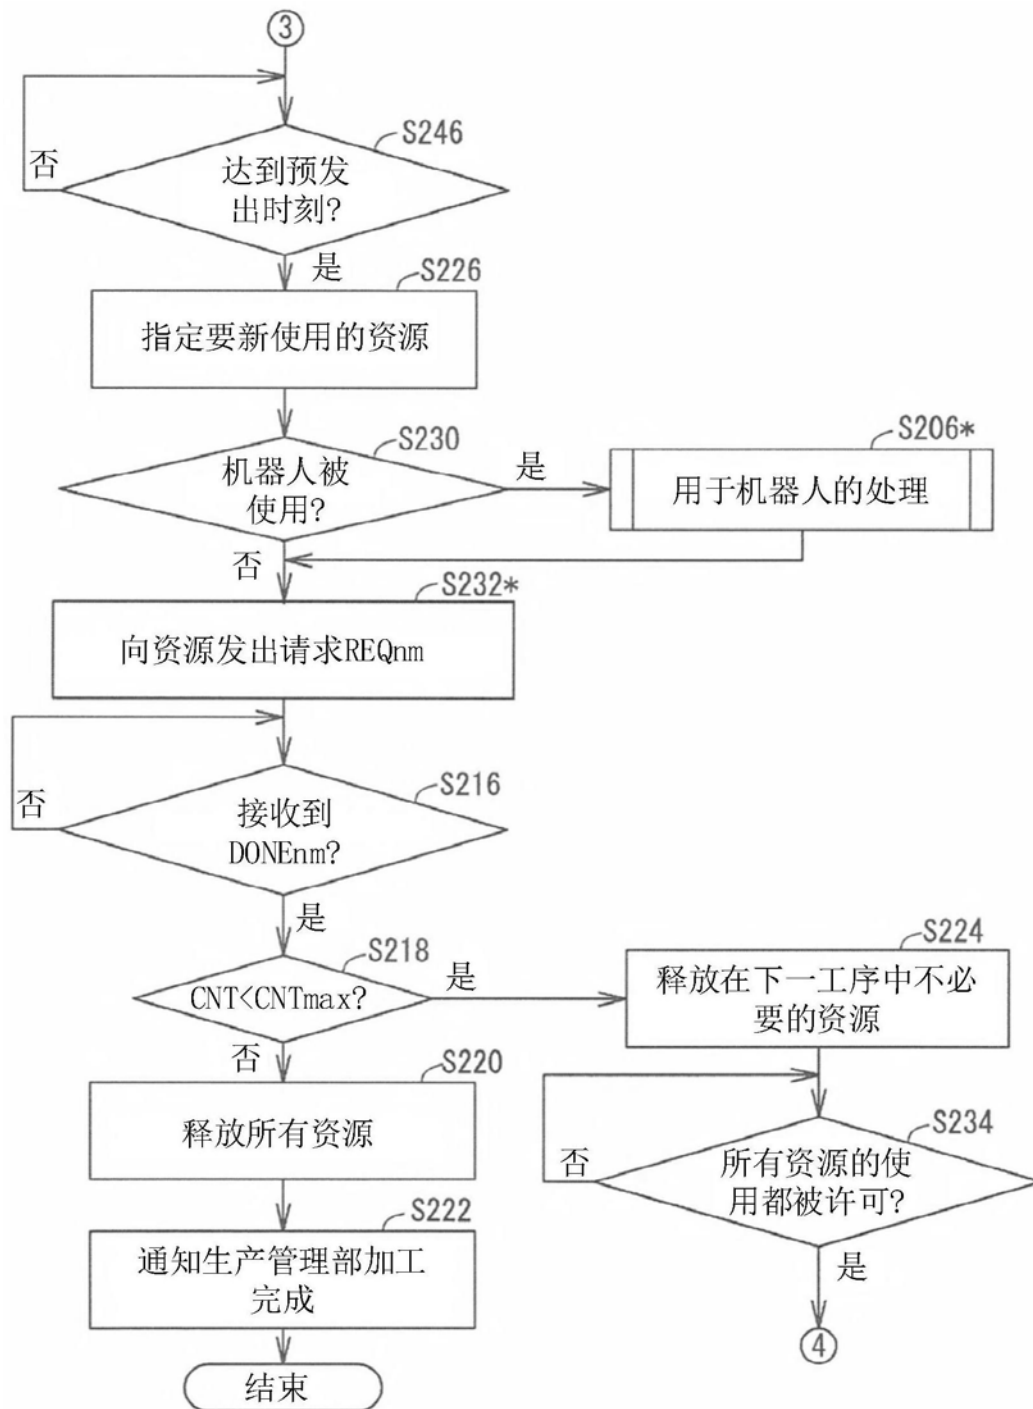 ③
S246
达到预发
出时刻?
否
是
S226
指定要新使用的资源
S230
机器人被
使用?
是
S206*
用于机器人的处理
否
S232*
向资源发出请求REQnm
S216
接收到
DONEnm?
否
是
S218
CNT<CNTmax?
是
S224
释放在下一工序中不必
要的资源
否
S220
释放所有资源
S234
所有资源的使
用都被许可?
否
是
④
S222
通知生产管理部加工
完成
结束